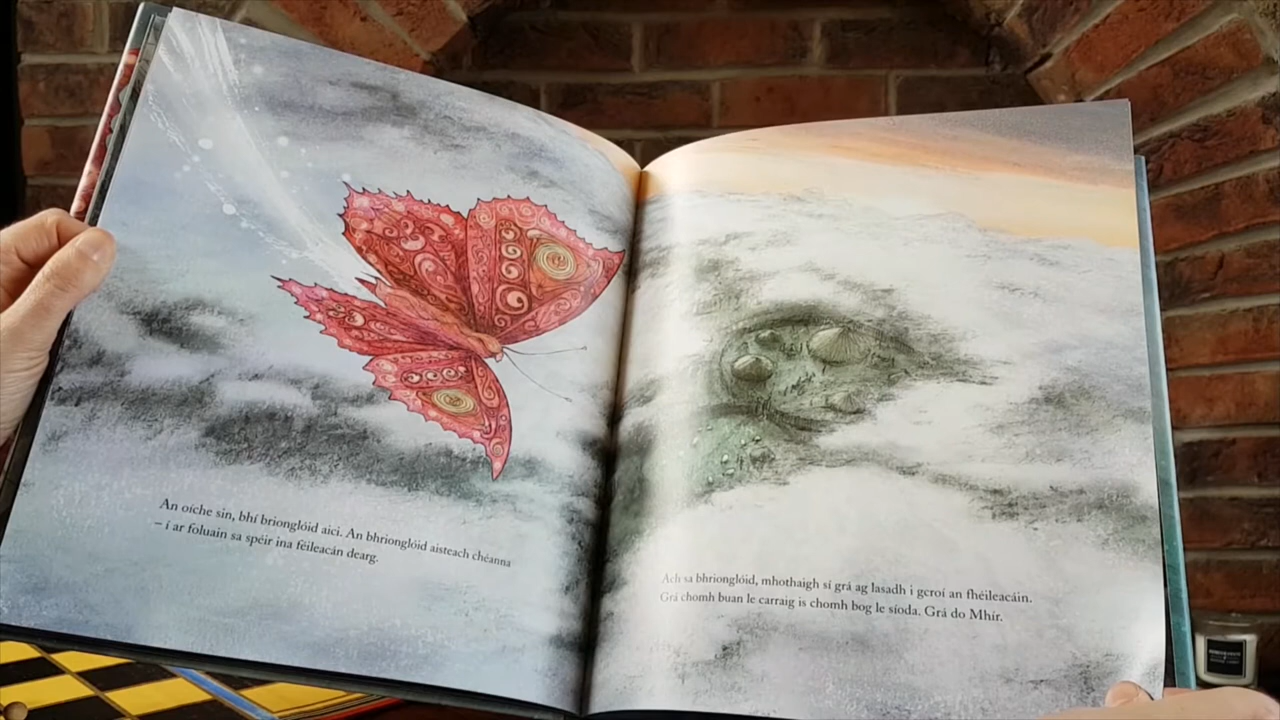 An oíche sin, bhí brionglóid aici. An bhrionglóid aisteach chéanna
– í ar foluain sa spéir ina féileacán dearg.
Ach sa bhrionglóid, mhothaigh sí grá ag lasadh i gcroí an fhéileacáin.
Grá chomh buan le carraig is chomh bog le síoda. Grá do Mhír.